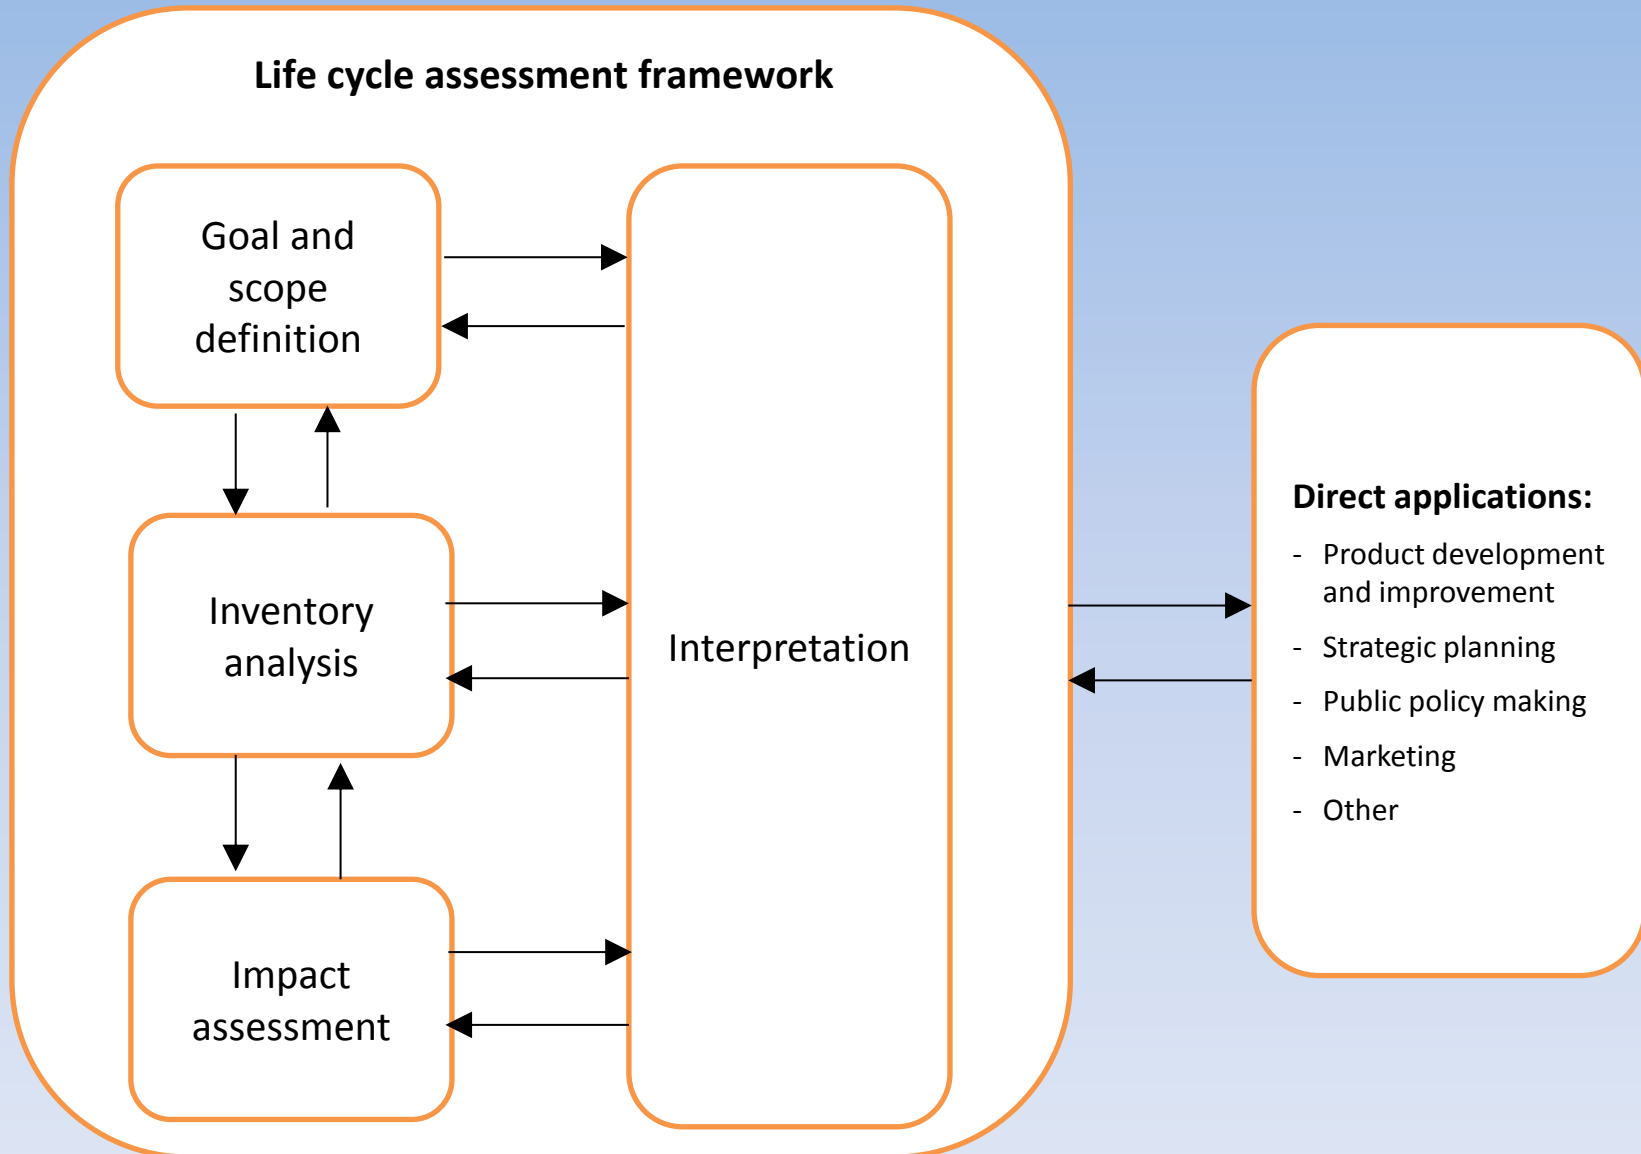 Life cycle assessment framework
Goal and
scope
definition
Inventory
analysis
Impact
assessment
Interpretation
Direct applications:
- Product development
and improvement
- Strategic planning
- Public policy making
- Marketing
- Other